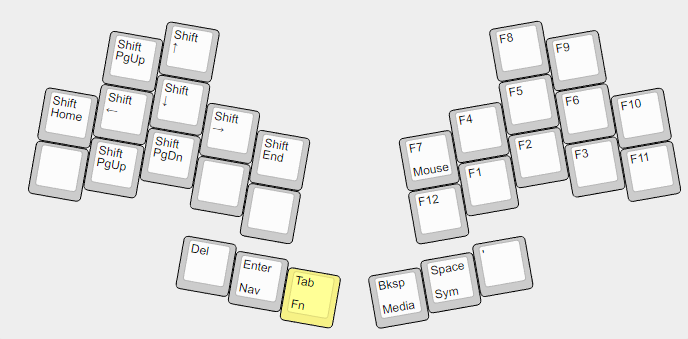 Shift
PgUp
Shift
↑
Shift
Home
Shift
←
Shift
↓
Shift
→
Shift
End
Shift
PgUp
Shift
PgDn
F8
F9
F7
Mouse
F4
F5
F6
F10
F12
F1
F2
F3
F11
Del
Enter
Nav
Tab
Fn
Bksp
Media
Space
Sym
'